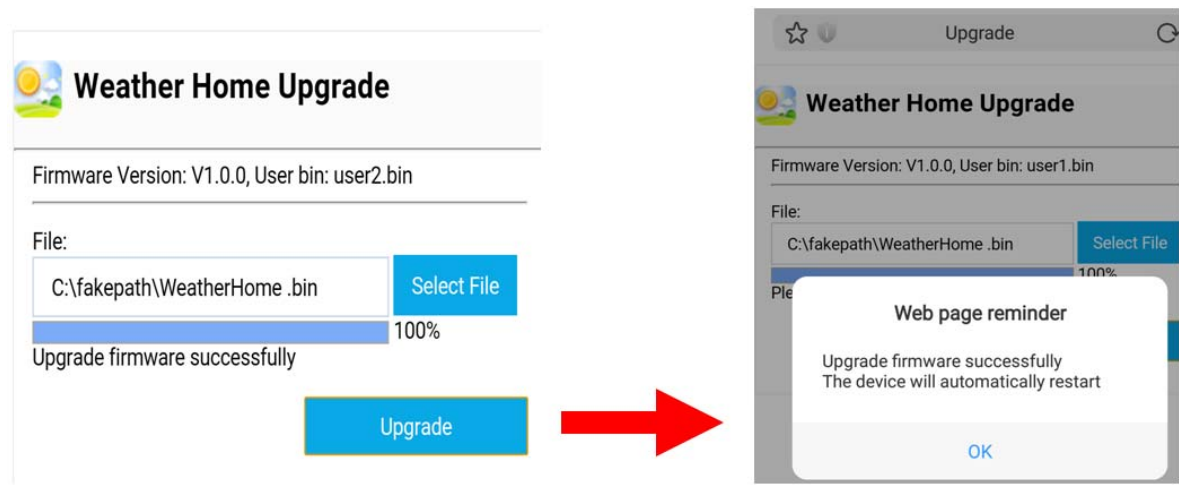 Weather Home Upgrade
Firmware Version: V1.0.0, User bin: user2.bin
File:
C:\fakepath\WeatherHome .bin
Select File
100%
Upgrade firmware successfully
Upgrade
Upgrade
Weather Home Upgrade
Firmware Version: V1.0.0, User bin: user1.bin
File:
C:\fakepath\WeatherHome .bin
Select File
100%
Ple
Web page reminder
Upgrade firmware successfully
The device will automatically restart
OK